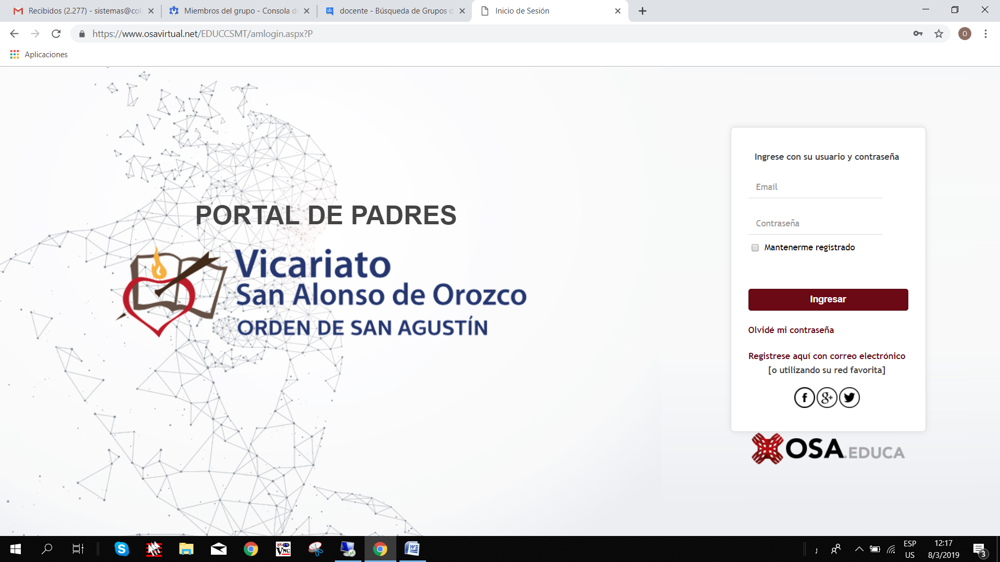 Recibidos (2.277) - sistemas@col
Miembros del grupo - Consola d
docente - Búsqueda de Grupos d
Inicio de Sesión
https://www.osavirtual.net/EDUCCSMT/amlogin.aspx?P
O
Aplicaciones
PORTAL DE PADRES
Vicariato
San Alonso de Orozco
ORDEN DE SAN AGUSTÍN
Ingrese con su usuario y contraseña
Email
Contraseña
Mantenerme registrado
Ingresar
Olvidé mi contraseña
Registrese aquí con correo electrónico
[o utilizando su red favorita]
f g+
OSA.EDUCA
VNC
ESP
US
12:17
8/3/2019
3